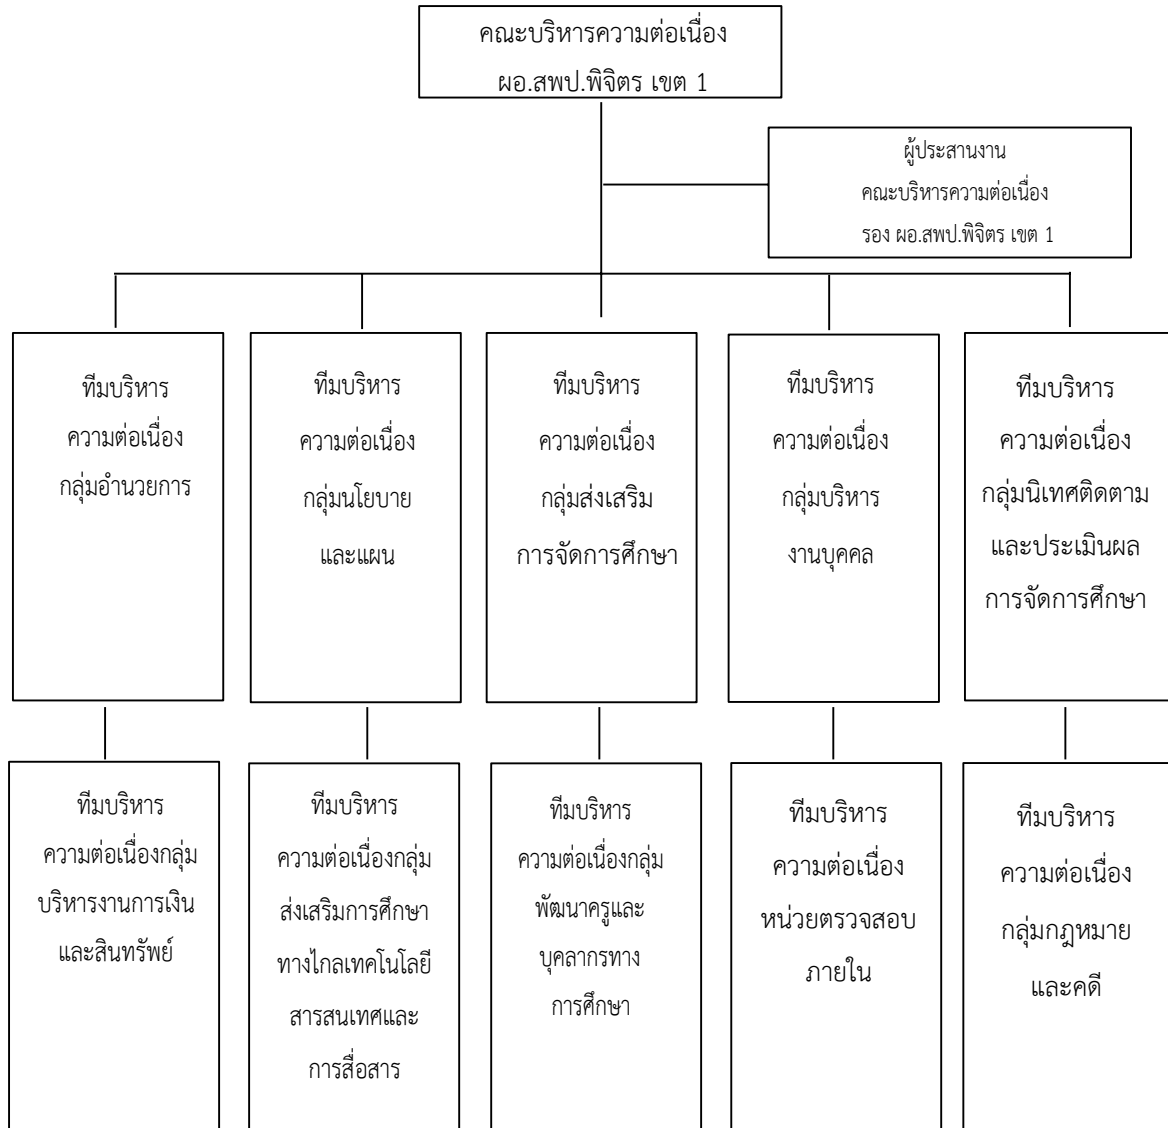 คณะบริหารความต่อเนื่อง
ผอ.สพป.พิจิตร เขต 1
ผู้ประสานงาน
คณะบริหารความต่อเนื่อง
รอง ผอ.สพป.พิจิตร เขต 1
ทีมบริหาร
ความต่อเนื่อง
กลุ่มอำนวยการ
ทีมบริหาร
ความต่อเนื่อง
กลุ่มนโยบาย
และแผน
ทีมบริหาร
ความต่อเนื่อง
กลุ่มส่งเสริม
การจัดการศึกษา
ทีมบริหาร
ความต่อเนื่อง
กลุ่มบริหาร
งานบุคคล
ทีมบริหาร
ความต่อเนื่อง
กลุ่มนิเทศติดตาม
และประเมินผล
การจัดการศึกษา
ทีมบริหาร
ความต่อเนื่องกลุ่ม
บริหารงานการเงิน
และสินทรัพย์
ทีมบริหาร
ความต่อเนื่องกลุ่ม
ส่งเสริมการศึกษา
ทางไกลเทคโนโลยี
สารสนเทศและ
การสื่อสาร
ทีมบริหาร
ความต่อเนื่องกลุ่ม
พัฒนาครูและ
บุคลากรทาง
การศึกษา
ทีมบริหาร
ความต่อเนื่อง
หน่วยตรวจสอบ
ภายใน
ทีมบริหาร
ความต่อเนื่อง
กลุ่มกฎหมาย
และคดี